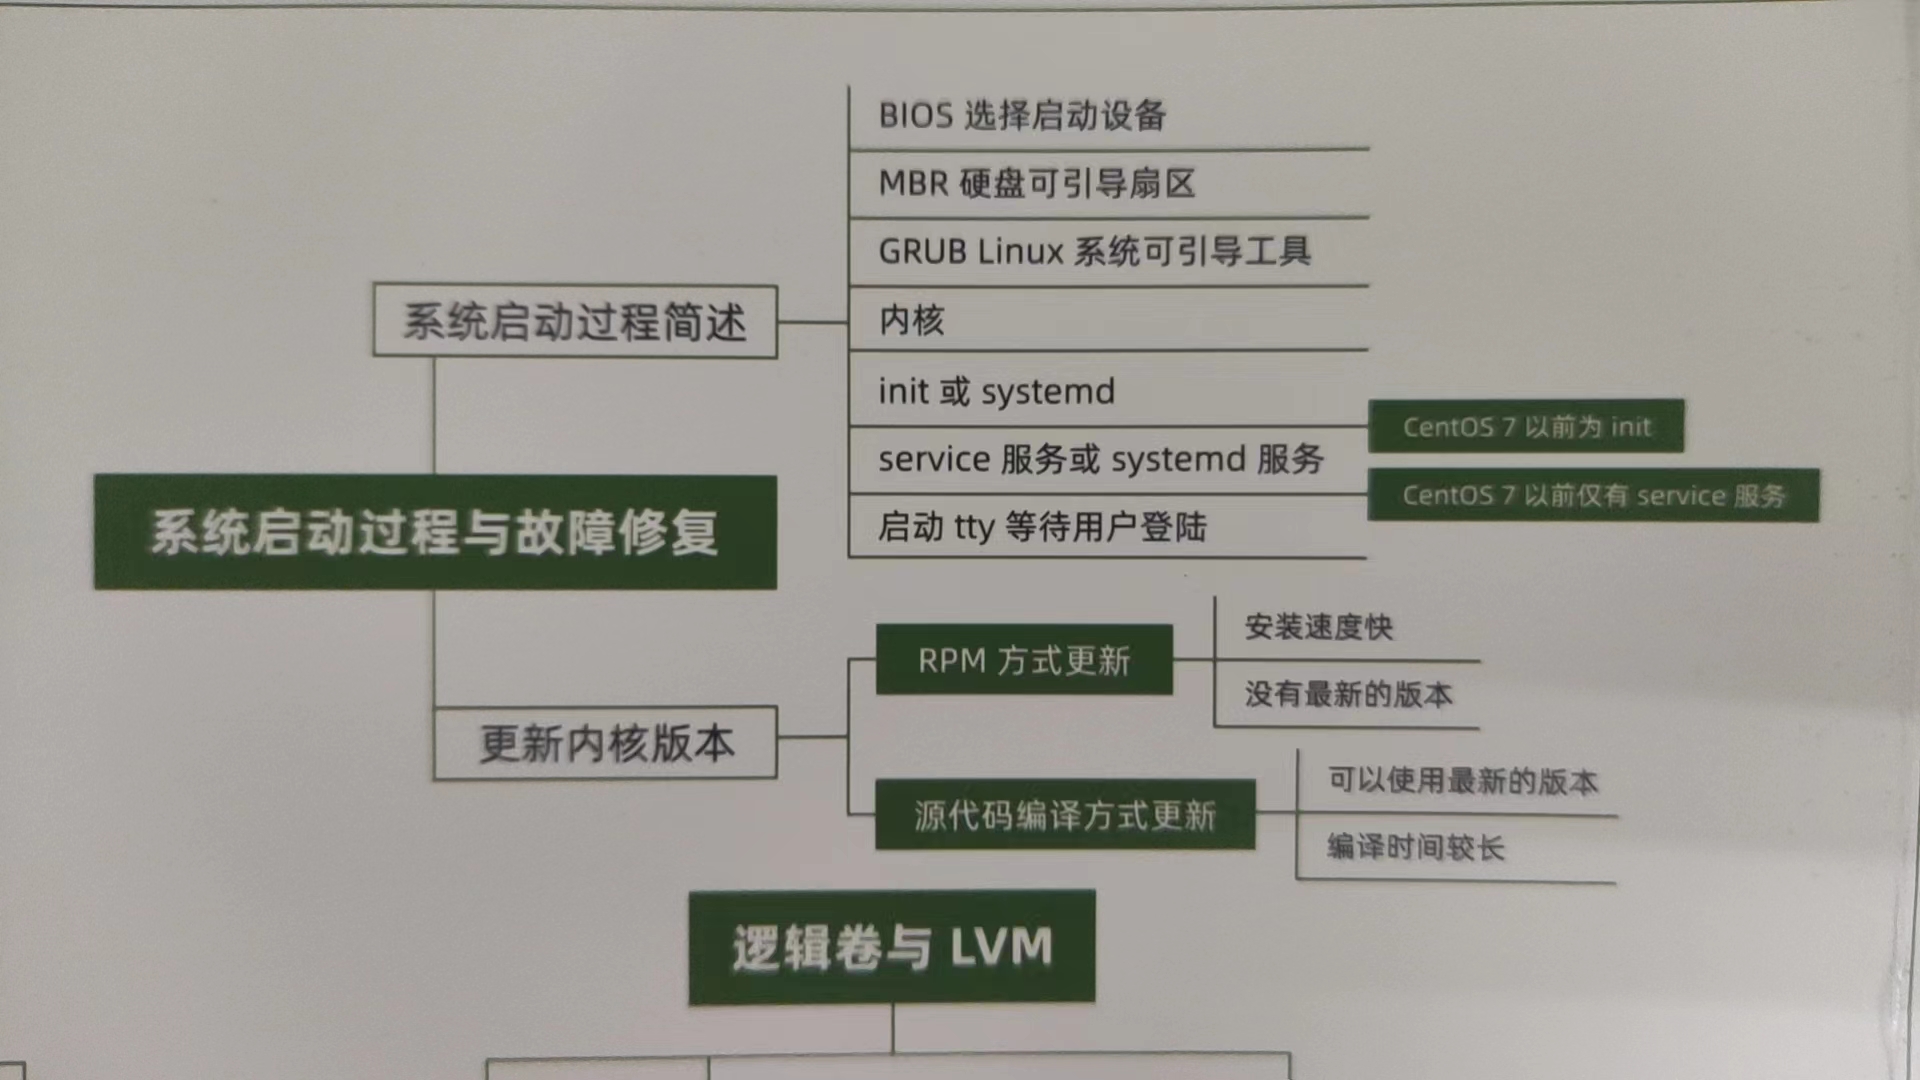 BIOS 选择启动设备
MBR 硬盘可引导扇区
GRUB Linux 系统可引导工具
系统启动过程简述
内核
init 或 systemd
CentOS 7 以前为 init
service 服务或 systemd 服务
CentOS 7 以前仅有 service 服务
启动 tty 等待用户登陆
系统启动过程与故障修复
安装速度快
RPM 方式更新
没有最新的版本
更新内核版本
可以使用最新的版本
源代码编译方式更新
编译时间较长
逻辑卷与 LVM